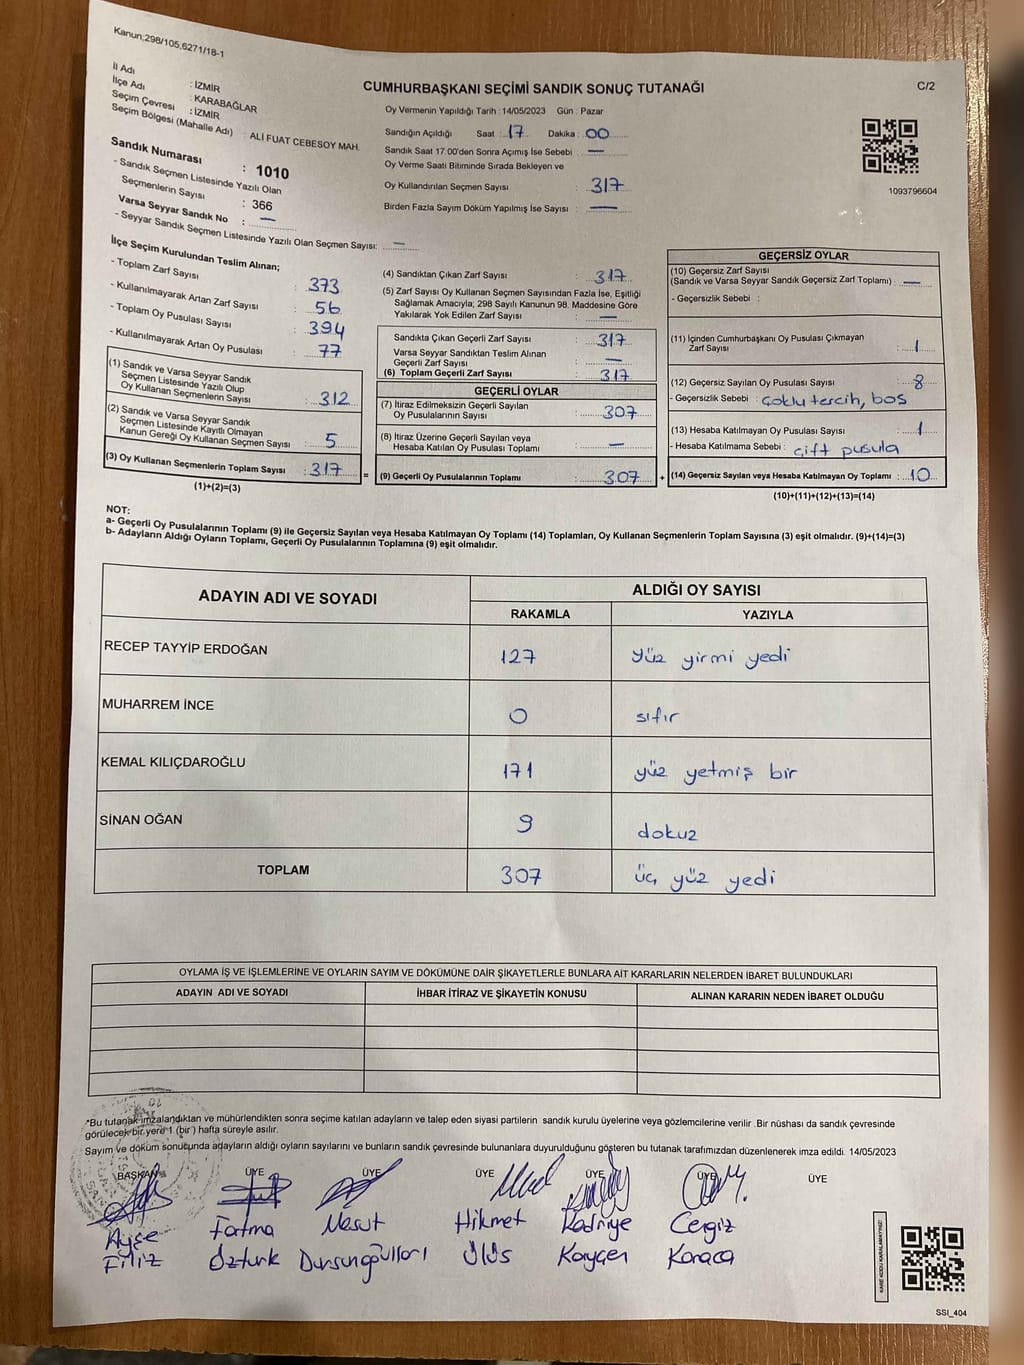 Kanun;298/105,6271/18-1
İl Adı : İZMİR
İlçe Adı : KARABAĞLAR
Seçim Çevresi : İZMİR
Seçim Bölgesi (Mahalle Adı) : ALİ FUAT CEBESOY MAH.
Sandık Numarası : 1010
- Sandık Seçmen Listesinde Yazılı Olan
Seçmenlerin Sayısı : 366
Varsa Seyyar Sandık No : —
- Seyyar Sandık Seçmen Listesinde Yazılı Olan Seçmen Sayısı: —
CUMHURBAŞKANI SEÇİMİ SANDIK SONUÇ TUTANAĞI
C/2
Oy Vermenin Yapıldığı Tarih : 14/05/2023 Gün : Pazar
Sandığın Açıldığı Saat : 17 Dakika : 00
Sandık Saat 17:00'den Sonra Açımış İse Sebebi : —
Oy Verme Saati Bitiminde Sırada Bekleyen ve
Oy Kullandırılan Seçmen Sayısı : 317
Birden Fazla Sayım Döküm Yapılmış İse Sayısı : —
1093796604
İlçe Seçim Kurulundan Teslim Alınan;
- Toplam Zarf Sayısı : 373
- Kullanılmayarak Artan Zarf Sayısı : 56
- Toplam Oy Pusulası Sayısı : 394
- Kullanılmayarak Artan Oy Pusulası : 77
(1) Sandık ve Varsa Seyyar Sandık
Seçmen Listesinde Yazılı Olup
Oy Kullanan Seçmenlerin Sayısı : 312
(2) Sandık ve Varsa Seyyar Sandık
Seçmen Listesinde Kayıtlı Olmayan
Kanun Gereği Oy Kullanan Seçmen Sayısı : 5
(3) Oy Kullanan Seçmenlerin Toplam Sayısı : 317 =
(1)+(2)=(3)
(4) Sandıktan Çıkan Zarf Sayısı : 317
(5) Zarf Sayısı Oy Kullanan Seçmen Sayısından Fazla İse, Eşitliği
Sağlamak Amacıyla; 298 Sayılı Kanunun 98. Maddesine Göre
Yakılarak Yok Edilen Zarf Sayısı : —
Sandıkta Çıkan Geçerli Zarf Sayısı : 317
Varsa Seyyar Sandıktan Teslim Alınan
Geçerli Zarf Sayısı : —
(6) Toplam Geçerli Zarf Sayısı : 317
GEÇERLİ OYLAR
(7) İtiraz Edilmeksizin Geçerli Sayılan
Oy Pusulalarının Sayısı : 307
(8) İtiraz Üzerine Geçerli Sayılan veya
Hesaba Katılan Oy Pusulası Toplamı : —
(9) Geçerli Oy Pusulalarının Toplamı : 307 +
GEÇERSİZ OYLAR
(10) Geçersiz Zarf Sayısı
(Sandık ve Varsa Seyyar Sandık Geçersiz Zarf Toplamı) : —
- Geçersizlik Sebebi :
(11) İçinden Cumhurbaşkanı Oy Pusulası Çıkmayan
Zarf Sayısı : 1
(12) Geçersiz Sayılan Oy Pusulası Sayısı : 8
- Geçersizlik Sebebi : çoklu tercih, boş
(13) Hesaba Katılmayan Oy Pusulası Sayısı : 1
- Hesaba Katılmama Sebebi : çift pusula
(14) Geçersiz Sayılan veya Hesaba Katılmayan Oy Toplamı : 10
(10)+(11)+(12)+(13)=(14)
NOT:
a- Geçerli Oy Pusulalarının Toplamı (9) ile Geçersiz Sayılan veya Hesaba Katılmayan Oy Toplamı (14) Toplamları, Oy Kullanan Seçmenlerin Toplam Sayısına (3) eşit olmalıdır. (9)+(14)=(3)
b- Adayların Aldığı Oyların Toplamı, Geçerli Oy Pusulalarının Toplamına (9) eşit olmalıdır.
ADAYIN ADI VE SOYADI
ALDIĞI OY SAYISI
RAKAMLA YAZIYLA
RECEP TAYYİP ERDOĞAN 127 yüz yirmi yedi
MUHARREM İNCE 0 sıfır
KEMAL KILIÇDAROĞLU 171 yüz yetmiş bir
SİNAN OĞAN 9 dokuz
TOPLAM 307 üç yüz yedi
OYLAMA İŞ VE İŞLEMLERİNE VE OYLARIN SAYIM VE DÖKÜMÜNE DAİR ŞİKAYETLERLE BUNLARA AİT KARARLARIN NELERDEN İBARET BULUNDUKLARI
ADAYIN ADI VE SOYADI İHBAR İTİRAZ VE ŞİKAYETİN KONUSU ALINAN KARARIN NEDEN İBARET OLDUĞU
*Bu tutanak imzalandıktan ve mühürlendikten sonra seçime katılan adayların ve talep eden siyasi partilerin sandık kurulu üyelerine veya gözlemcilerine verilir .Bir nüshası da sandık çevresinde
görülecek bir yere 1 (bir) hafta süreyle asılır.
Sayım ve döküm sonucunda adayların aldığı oyların sayılarını ve bunların sandık çevresinde bulunanlara duyurulduğunu gösteren bu tutanak tarafımızdan düzenlenerek imza edildi. 14/05/2023
BAŞKAN ÜYE ÜYE ÜYE ÜYE ÜYE ÜYE
Ayşe Fatma Mesut Hikmet Kadriye Cengiz
Filiz Öztürk Dursungülleri Ülüs Koyçen Karaca
KARE KODU KARALAMAYINIZ!
SSI_404